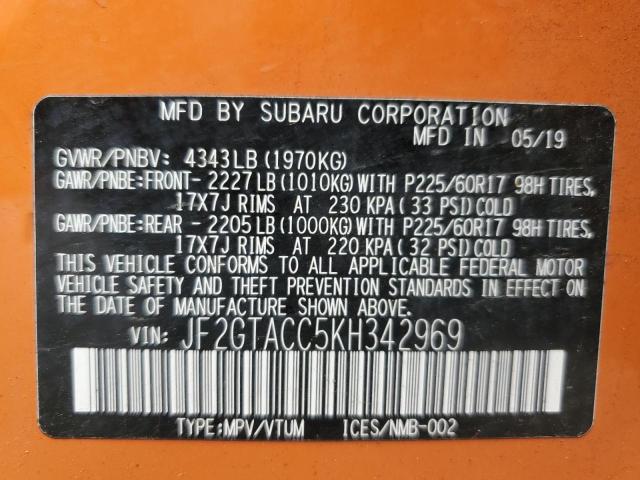 MFD BY SUBARU CORPORATION
MFD IN 05/19
GVWR/PNBV: 4343LB(1970KG)
GAWR/PNBE:FRONT- 2227LB(1010KG)WITH P225/60R17 98H TIRES,
17X7J RIMS AT 230 KPA(33 PSI)COLD
GAWR/PNBE:REAR - 2205LB(1000KG)WITH P225/60R17 98H TIRES,
17X7J RIMS AT 220 KPA(32 PSI)COLD
THIS VEHICLE CONFORMS TO ALL APPLICABLE FEDERAL MOTOR
VEHICLE SAFETY AND THEFT PREVENTION STANDARDS IN EFFECT ON
THE DATE OF MANUFACTURE SHOWN ABOVE.
VIN: JF2GTACC5KH342969
TYPE:MPV/VTUM ICES/NMB-002